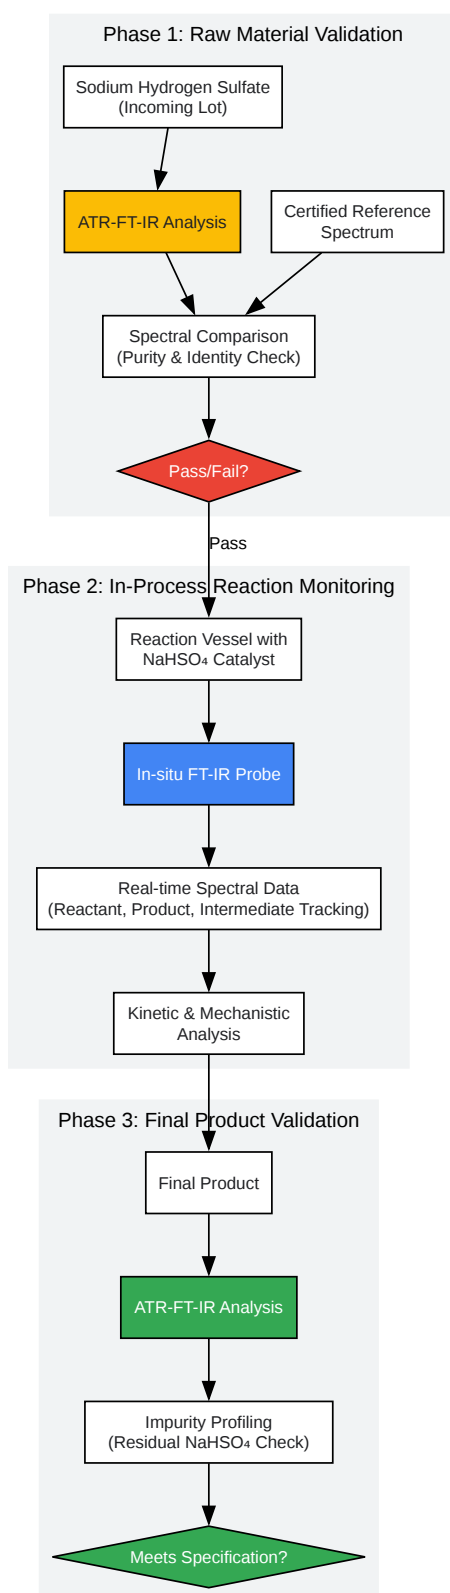 Phase 1: Raw Material Validation
Sodium Hydrogen Sulfate
(Incoming Lot)
ATR-FT-IR Analysis
Certified Reference
Spectrum
Spectral Comparison
(Purity & Identity Check)
Pass/Fail?
Pass
Phase 2: In-Process Reaction Monitoring
Reaction Vessel with
NaHSO₄ Catalyst
In-situ FT-IR Probe
Real-time Spectral Data
(Reactant, Product, Intermediate Tracking)
Kinetic & Mechanistic
Analysis
Phase 3: Final Product Validation
Final Product
ATR-FT-IR Analysis
Impurity Profiling
(Residual NaHSO₄ Check)
Meets Specification?